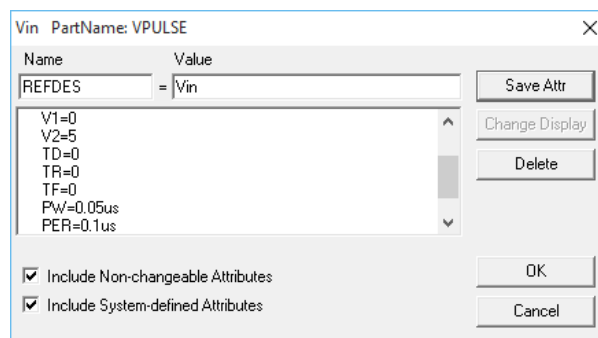 Vin PartName: VPULSE
Name Value
REFDES = Vin
Save Attr
V1=0
V2=5
TD=0
TR=0
TF=0
PW=0.05us
PER=0.1us
Change Display
Delete
Include Non-changeable Attributes
Include System-defined Attributes
OK
Cancel